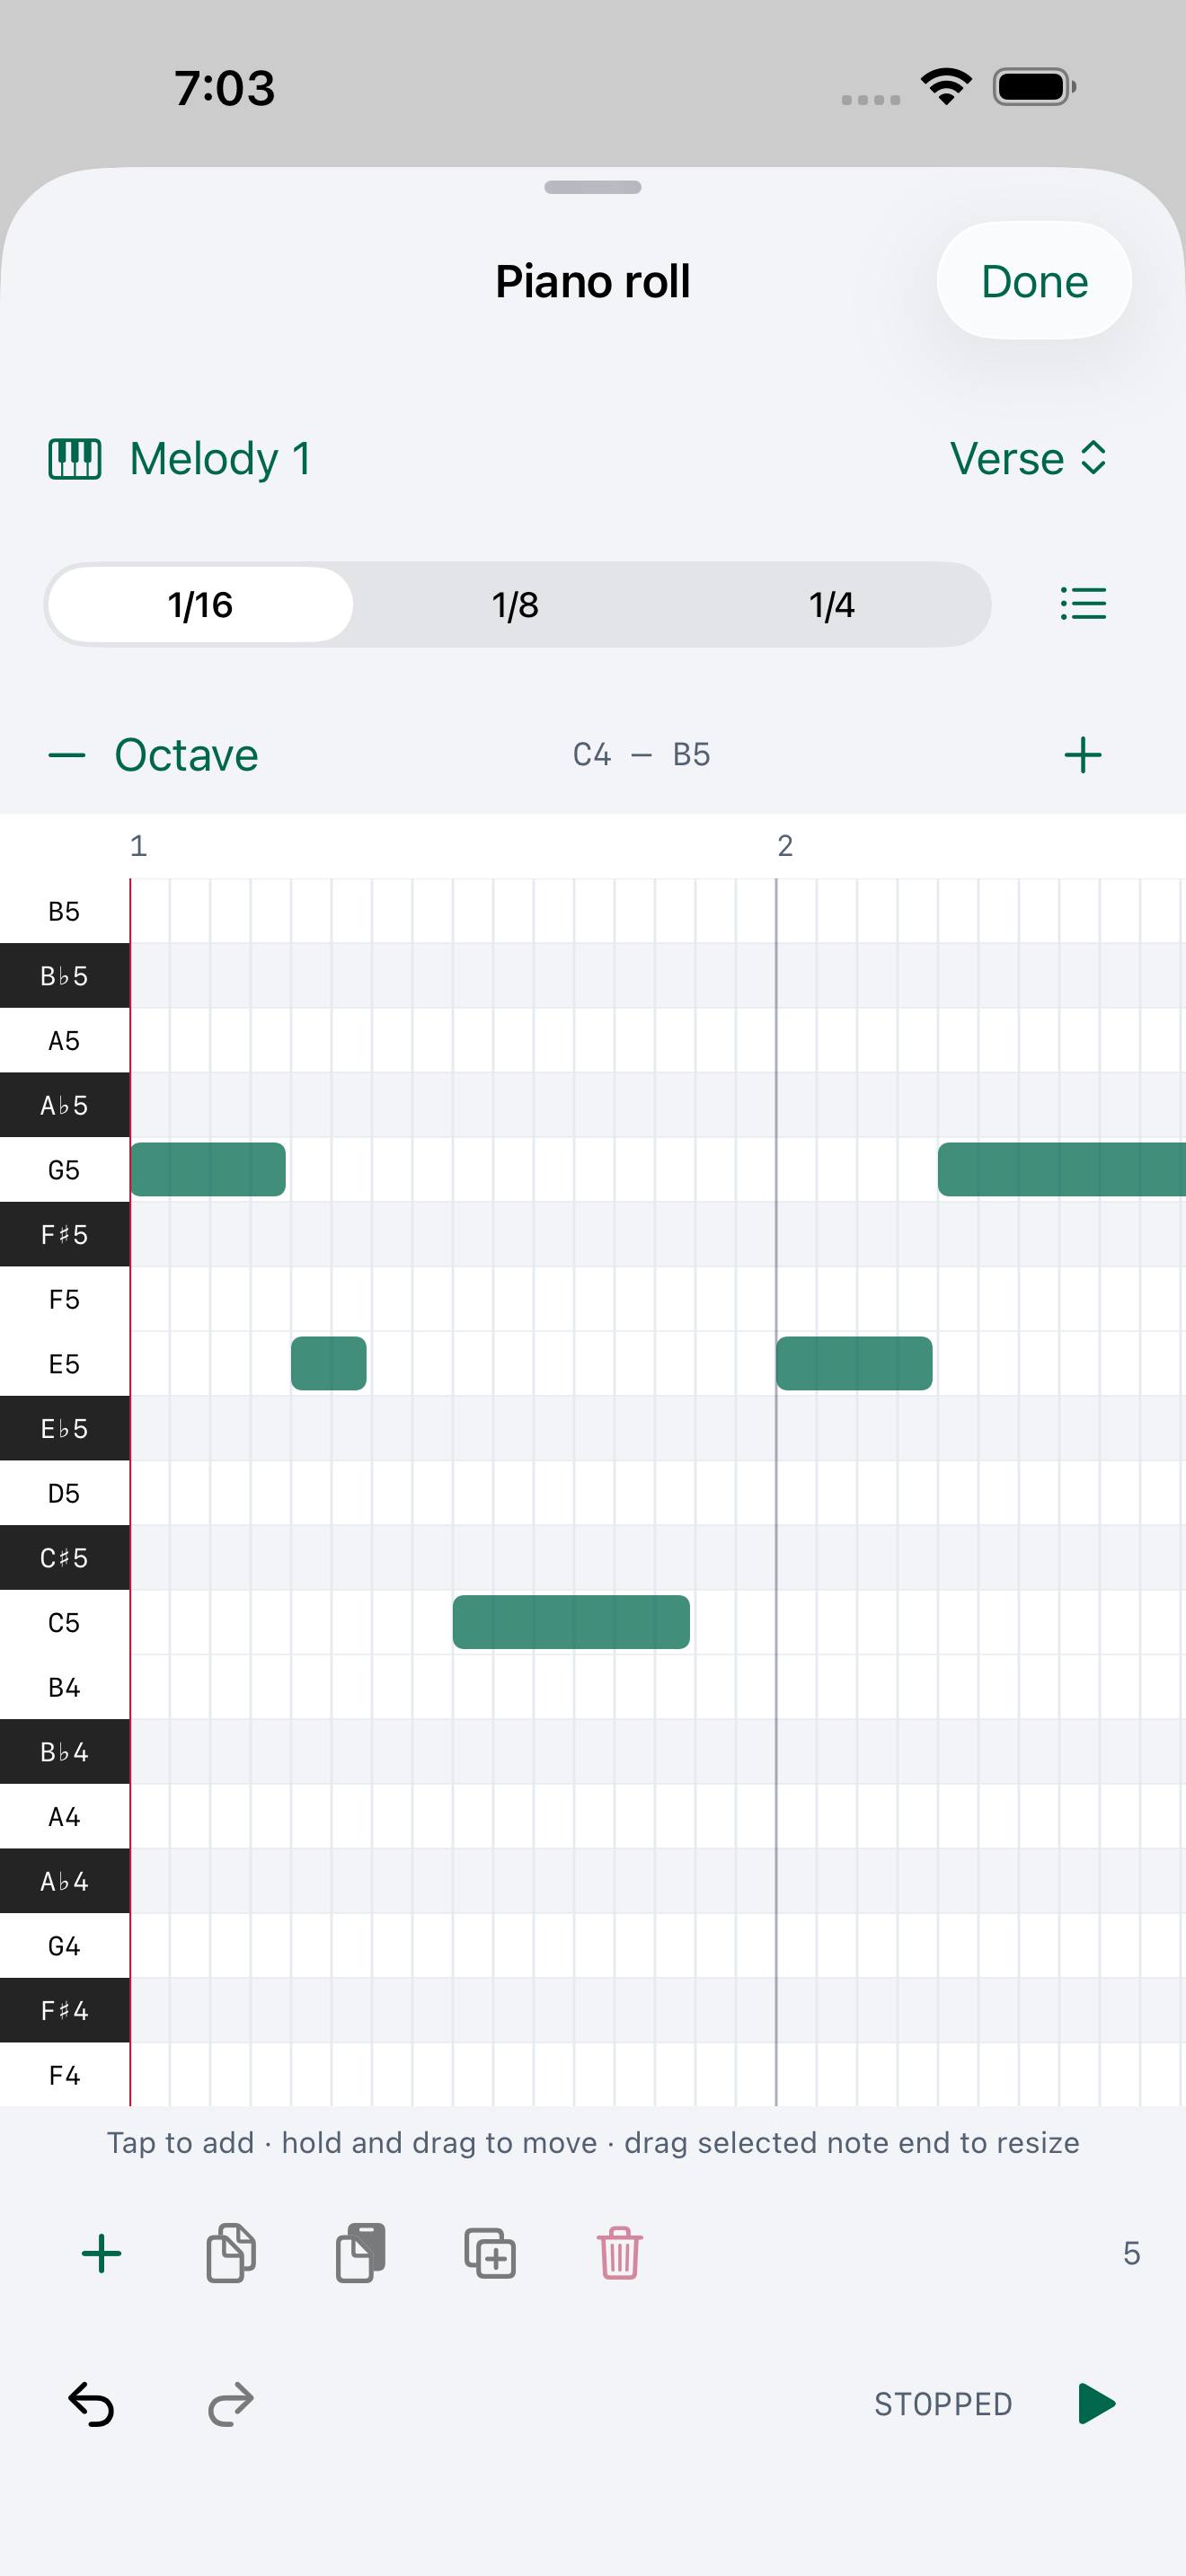 7:03
Piano roll
Done
Melody 1
Verse
1/16 1/8 1/4
Octave
C4 – B5
1 2
B5
B♭5
A5
A♭5
G5
F♯5
F5
E5
E♭5
D5
C♯5
C5
B4
B♭4
A4
A♭4
G4
F♯4
F4
Tap to add · hold and drag to move · drag selected note end to resize
5
STOPPED